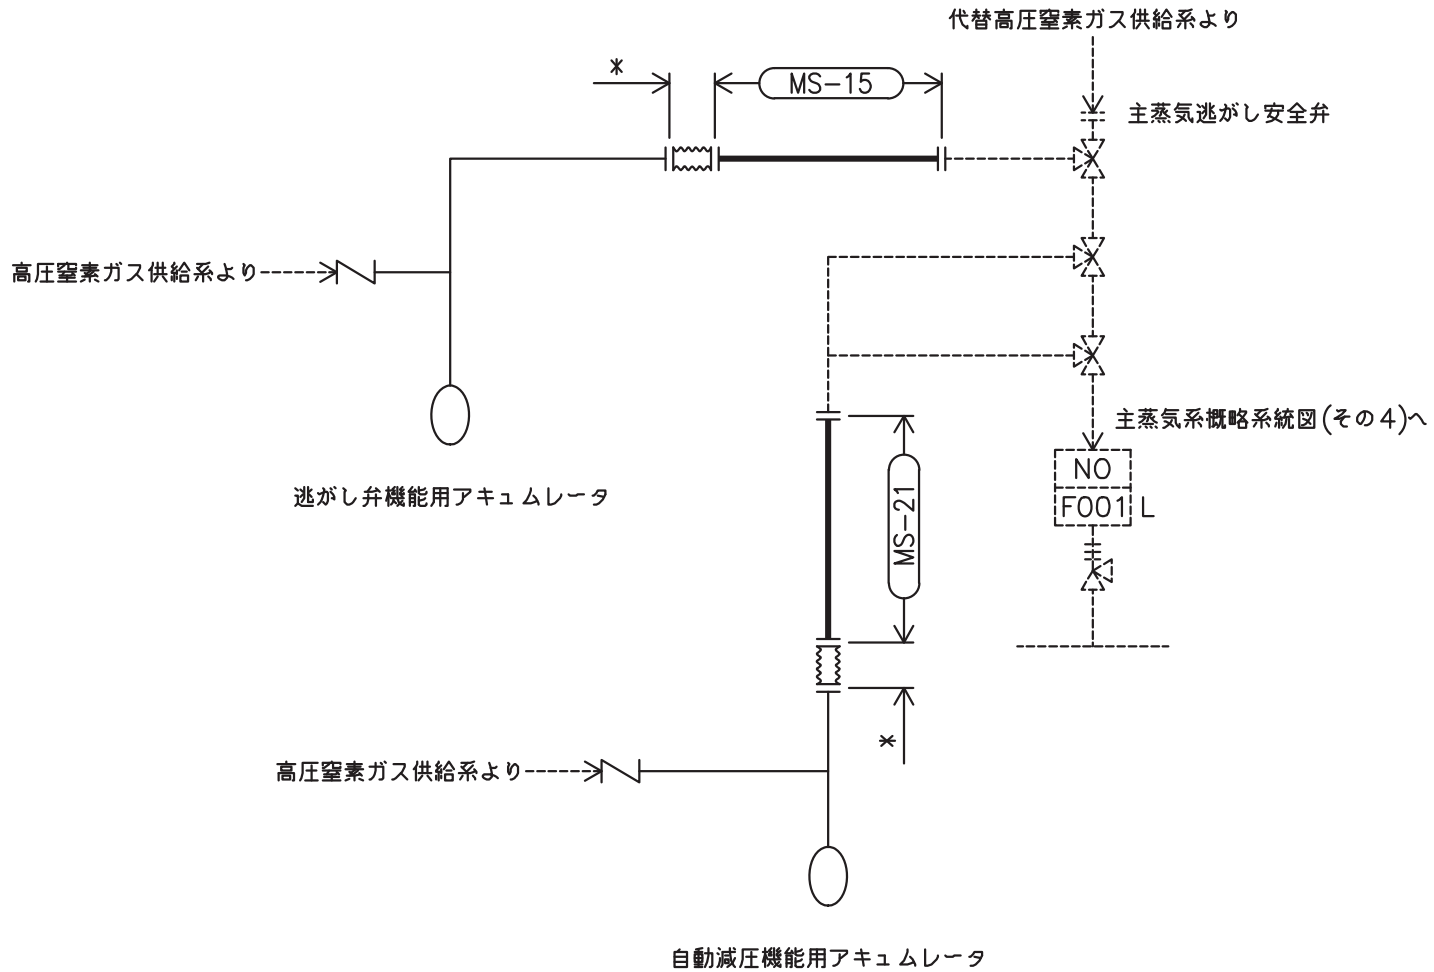 代替高圧窒素ガス供給系より
*
MS-15
主蒸気逃がし安全弁
高圧窒素ガス供給系より
主蒸気系概略系統図(その4)へ
NO
F001 L
逃がし弁機能用アキュムレータ
MS-21
*
高圧窒素ガス供給系より
自動減圧機能用アキュムレータ